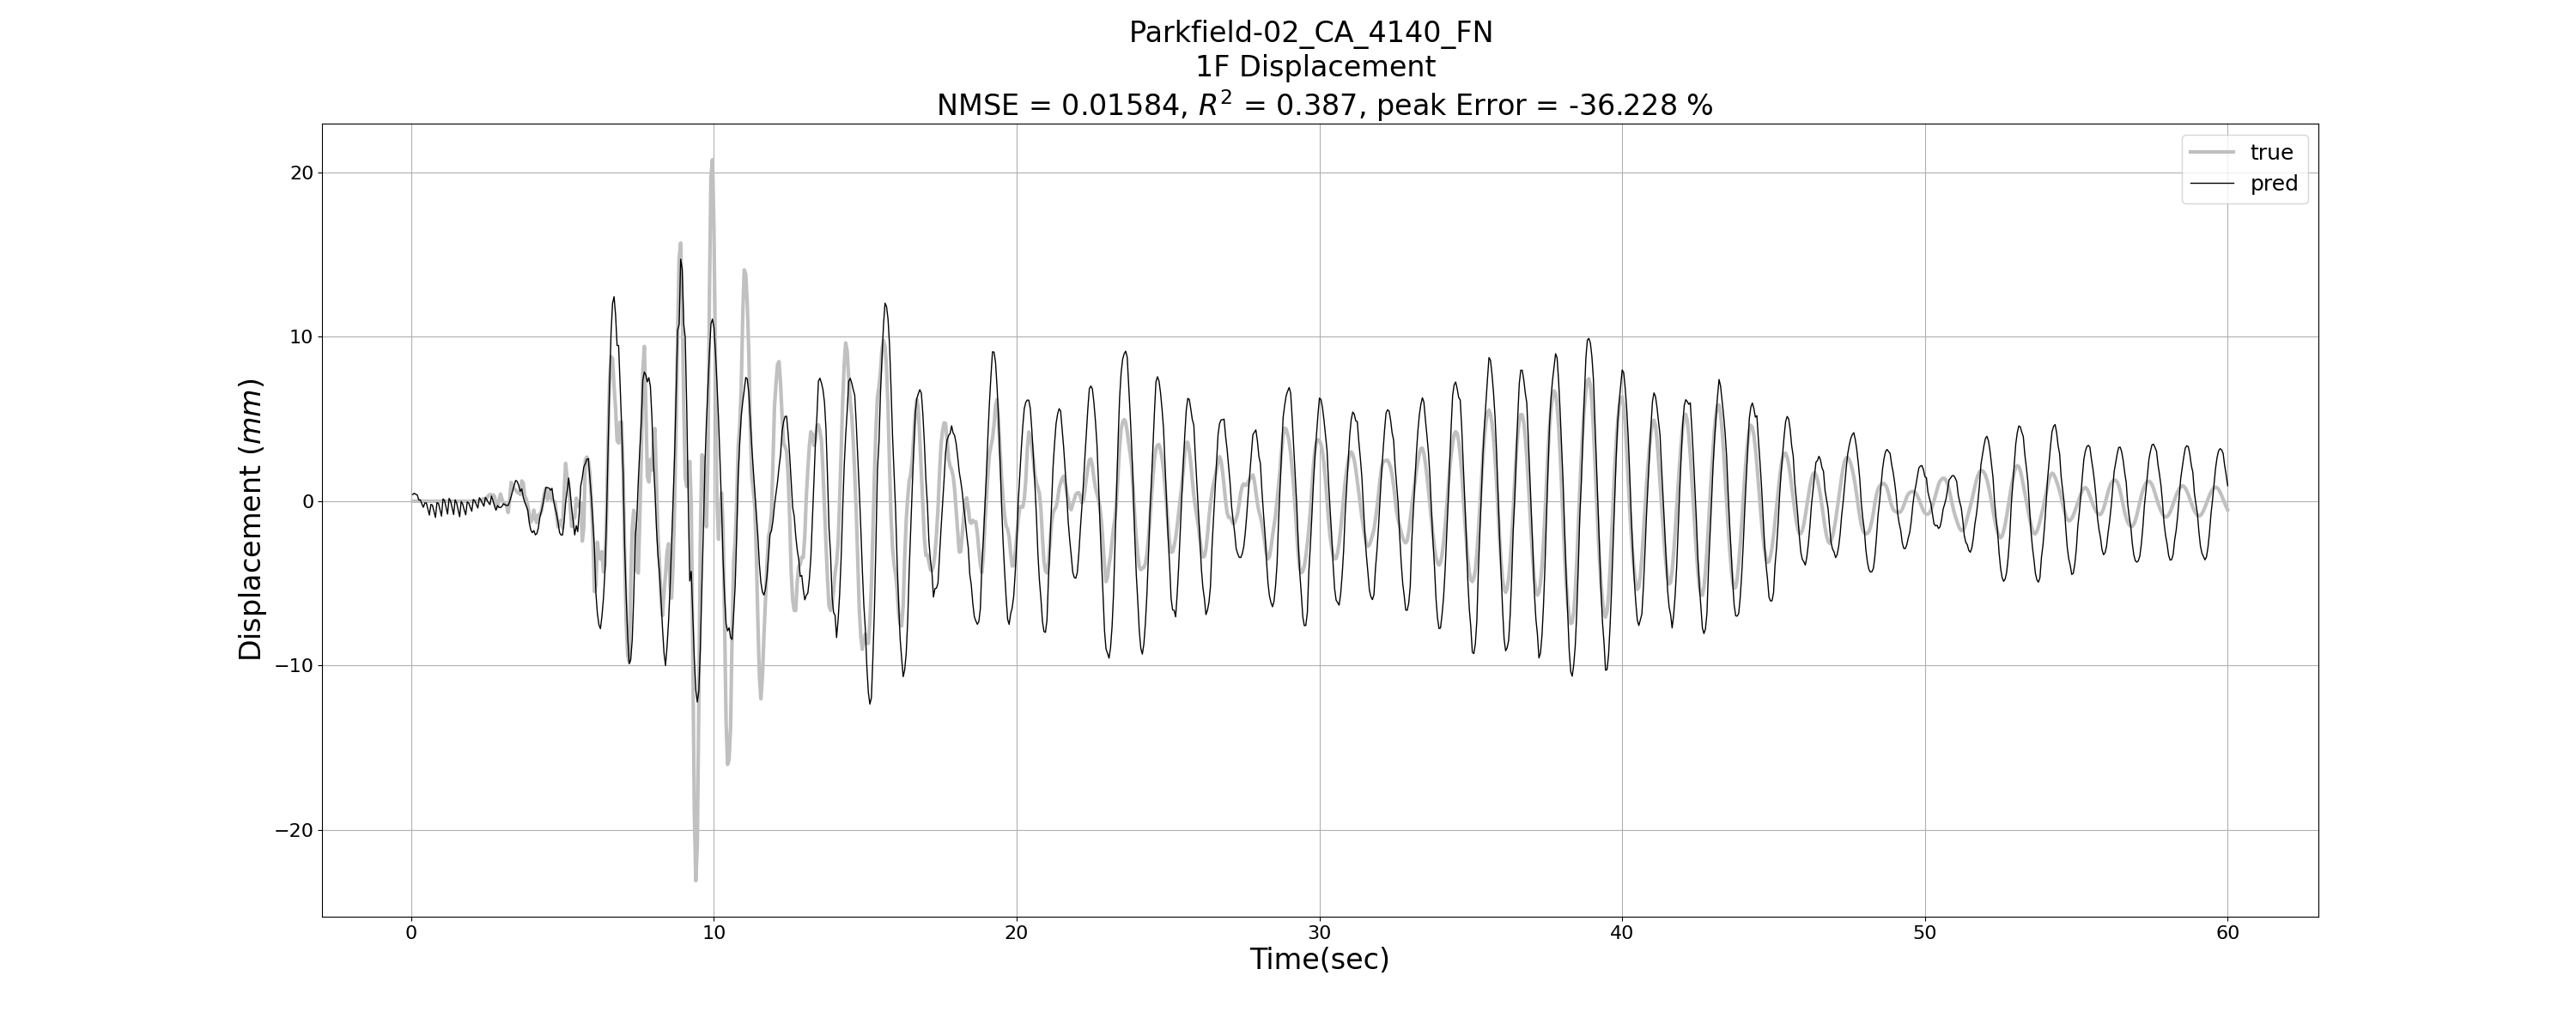 Parkfield-02_CA_4140_FN
1F Displacement
NMSE = 0.01584, R² = 0.387, peak Error = -36.228 %
true
pred
20
10
0
−10
−20
Displacement (mm)
0 10 20 30 40 50 60
Time(sec)